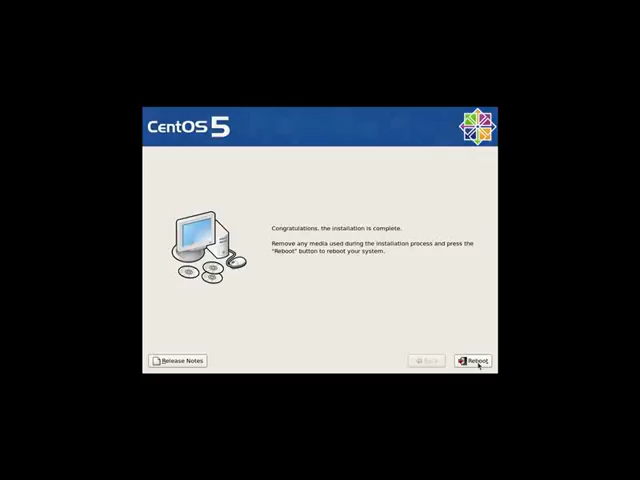 CentOS 5
Congratulations, the installation is complete.
Remove any media used during the installation process and press the
"Reboot" button to reboot your system.
Release Notes
Back
Reboot